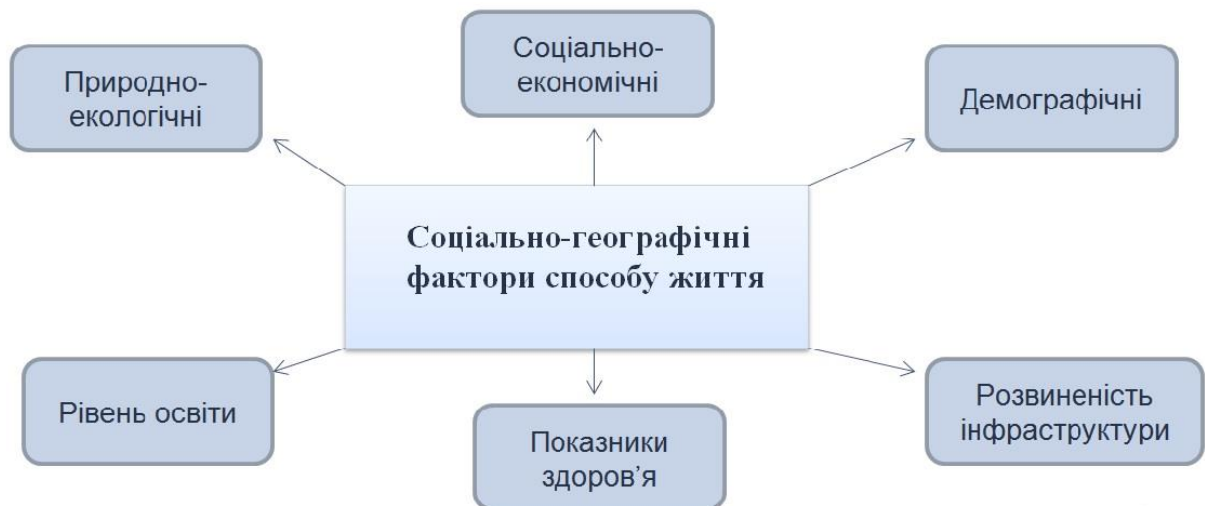 Соціально-
економічні
Природно-
екологічні
Демографічні
Соціально-географічні
фактори способу життя
Рівень освіти
Показники
здоров’я
Розвиненість
інфраструктури